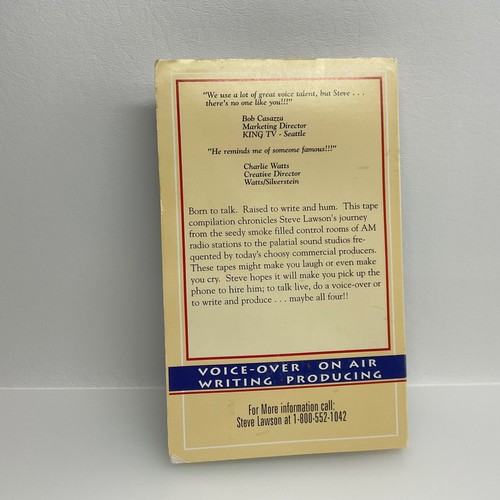 "We use a lot of great voice talent, but Steve . . .
there's no one like you!!!"
Bob Casazza
Marketing Director
KING TV - Seattle
"He reminds me of someone famous!!!"
Charlie Watts
Creative Director
Watts/Silverstein
Born to talk. Raised to write and hum. This tape
compilation chronicles Steve Lawson's journey
from the seedy smoke filled control rooms of AM
radio stations to the palatial sound studios fre-
quented by today's choosy commercial producers.
These tapes might make you laugh or even make
you cry. Steve hopes it will make you pick up the
phone to hire him; to talk live, do a voice-over or
to write and produce . . . maybe all four!!
VOICE-OVER ON AIR
WRITING PRODUCING
For More information call:
Steve Lawson at 1-800-552-1042